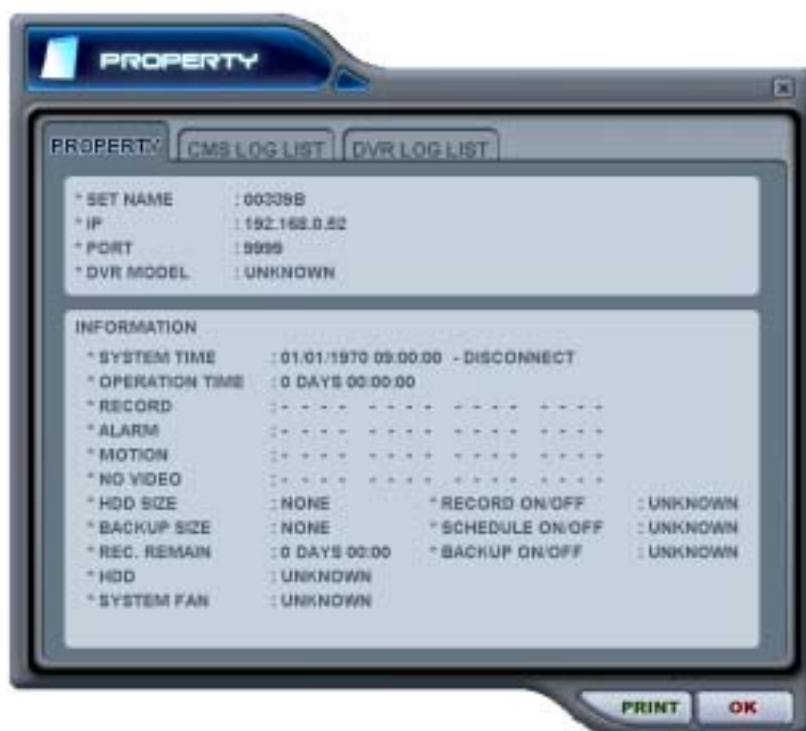 PROPERTY
PROPERTY CMS LOG LIST DVR LOG LIST
* SET NAME : 00339B
* IP : 192.168.0.52
* PORT : 9999
* DVR MODEL : UNKNOWN
INFORMATION
* SYSTEM TIME : 01/01/1970 09:00:00 - DISCONNECT
* OPERATION TIME : 0 DAYS 00:00:00
* RECORD : - - - - - - - - - - - - - - - -
* ALARM : - - - - - - - - - - - - - - - -
* MOTION : - - - - - - - - - - - - - - - -
* NO VIDEO : - - - - - - - - - - - - - - - -
* HDD SIZE : NONE * RECORD ON/OFF : UNKNOWN
* BACKUP SIZE : NONE * SCHEDULE ON/OFF : UNKNOWN
* REC. REMAIN : 0 DAYS 00:00 * BACKUP ON/OFF : UNKNOWN
* HDD : UNKNOWN
* SYSTEM FAN : UNKNOWN
PRINT OK